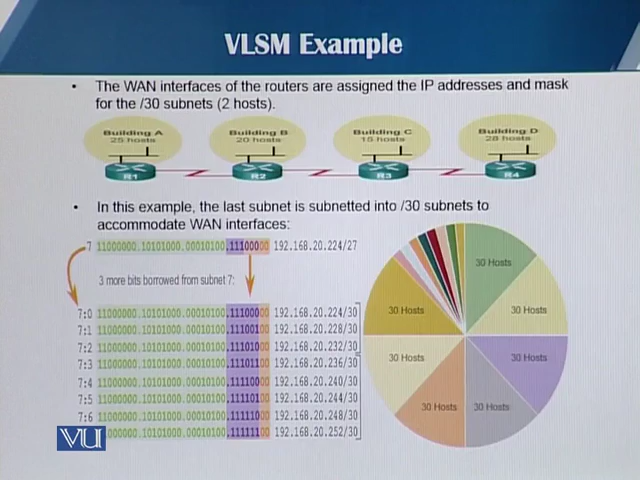 VLSM Example
• The WAN interfaces of the routers are assigned the IP addresses and mask
for the /30 subnets (2 hosts).
Building A
25 hosts
Building B
20 hosts
Building C
15 hosts
Building D
28 hosts
R1
R2
R3
R4
• In this example, the last subnet is subnetted into /30 subnets to
accommodate WAN interfaces:
7 11000000.10101000.00010100.11100000 192.168.20.224/27
3 more bits borrowed from subnet 7:
7:0 11000000.10101000.00010100.11100000 192.168.20.224/30
7:1 11000000.10101000.00010100.11100100 192.168.20.228/30
7:2 11000000.10101000.00010100.11101000 192.168.20.232/30
7:3 11000000.10101000.00010100.11101100 192.168.20.236/30
7:4 11000000.10101000.00010100.11110000 192.168.20.240/30
7:5 11000000.10101000.00010100.11110100 192.168.20.244/30
7:6 11000000.10101000.00010100.11111000 192.168.20.248/30
000000.10101000.00010100.11111100 192.168.20.252/30
30 Hosts
30 Hosts
30 Hosts
30 Hosts
30 Hosts
30 Hosts
30 Hosts
VU